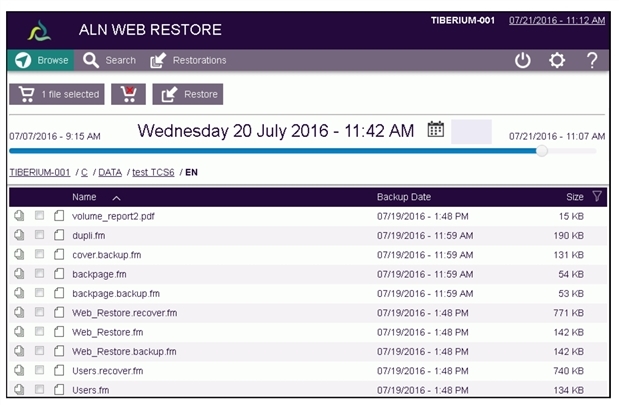 ALN WEB RESTORE
TIBERIUM-001 07/21/2016 - 11:12 AM
Browse Search Restorations ?
1 file selected Restore
07/07/2016 - 9:15 AM Wednesday 20 July 2016 - 11:42 AM 07/21/2016 - 11:07 AM
TIBERIUM-001 / C / DATA / test TCS6 / EN
Name Backup Date Size
volume_report2.pdf 07/19/2016 - 1:48 PM 15 KB
dupli.fm 07/19/2016 - 11:59 AM 190 KB
cover.backup.fm 07/19/2016 - 11:59 AM 131 KB
backpage.fm 07/19/2016 - 11:59 AM 54 KB
backpage.backup.fm 07/19/2016 - 11:59 AM 53 KB
Web_Restore.recover.fm 07/19/2016 - 1:48 PM 771 KB
Web_Restore.fm 07/19/2016 - 1:48 PM 142 KB
Web_Restore.backup.fm 07/19/2016 - 1:48 PM 142 KB
Users.recover.fm 07/19/2016 - 1:48 PM 740 KB
Users.fm 07/19/2016 - 1:48 PM 134 KB